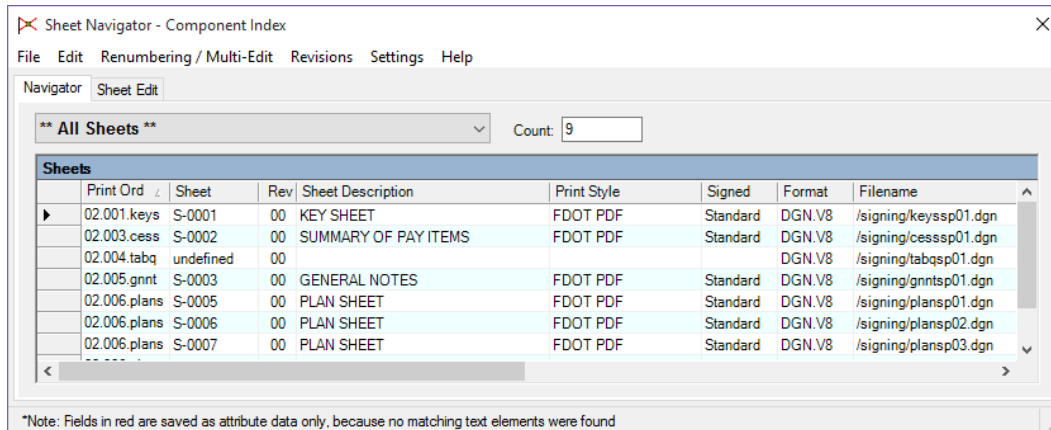 Sheet Navigator - Component Index
File Edit Renumbering / Multi-Edit Revisions Settings Help
Navigator Sheet Edit
** All Sheets ** Count: 9
Sheets
Print Ord Sheet Rev Sheet Description Print Style Signed Format Filename
02.001.keys S-0001 00 KEY SHEET FDOT PDF Standard DGN.V8 /signing/keyssp01.dgn
02.003.cess S-0002 00 SUMMARY OF PAY ITEMS FDOT PDF Standard DGN.V8 /signing/cesssp01.dgn
02.004.tabq undefined 00 DGN.V8 /signing/tabqsp01.dgn
02.005.gnnt S-0003 00 GENERAL NOTES FDOT PDF Standard DGN.V8 /signing/gnntsp01.dgn
02.006.plans S-0005 00 PLAN SHEET FDOT PDF Standard DGN.V8 /signing/plansp01.dgn
02.006.plans S-0006 00 PLAN SHEET FDOT PDF Standard DGN.V8 /signing/plansp02.dgn
02.006.plans S-0007 00 PLAN SHEET FDOT PDF Standard DGN.V8 /signing/plansp03.dgn
*Note: Fields in red are saved as attribute data only, because no matching text elements were found